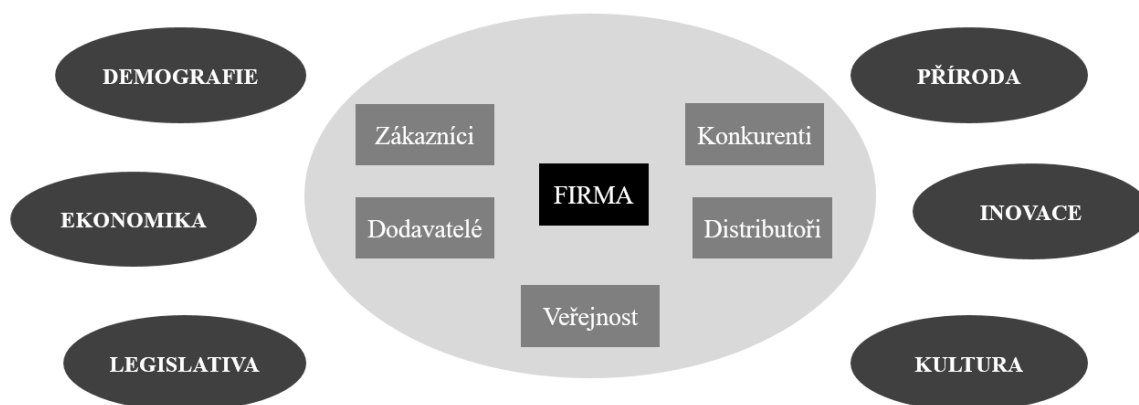 DEMOGRAFIE
PŘÍRODA
Zákazníci
Konkurenti
FIRMA
EKONOMIKA
INOVACE
Dodavatelé
Distributoři
Veřejnost
LEGISLATIVA
KULTURA